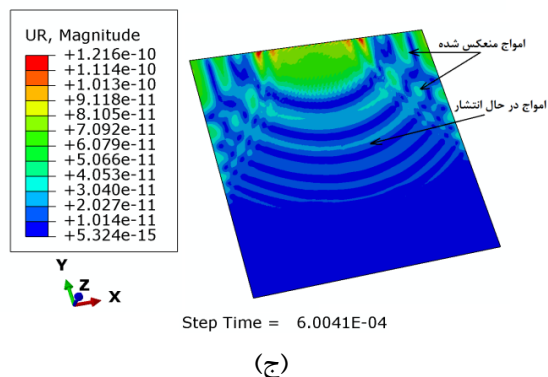 UR, Magnitude
+1.216e-10
+1.114e-10
+1.013e-10
+9.118e-11
+8.105e-11
+7.092e-11
+6.079e-11
+5.066e-11
+4.053e-11
+3.040e-11
+2.027e-11
+1.014e-11
+5.324e-15
امواج منعکس شده
امواج در حال انتشار
Y
Z
X
Step Time = 6.0041E-04
(ج)